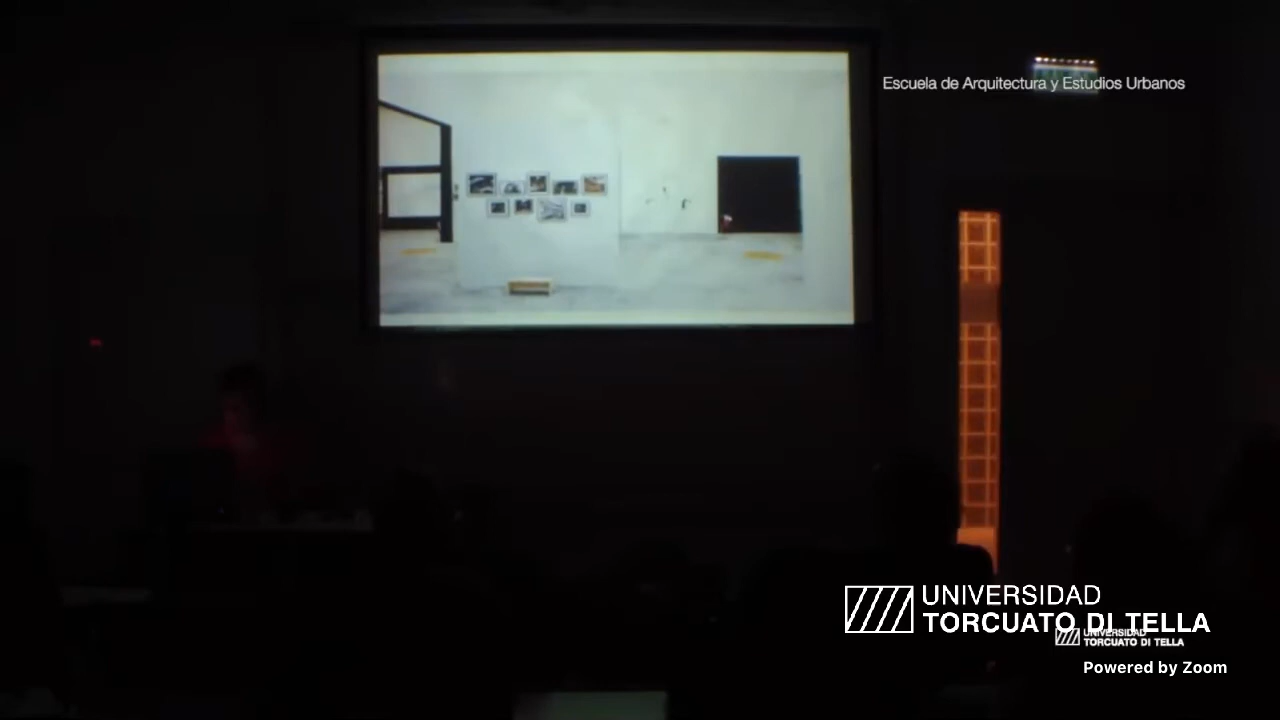 Escuela de Arquitectura y Estudios Urbanos
UNIVERSIDAD
TORCUATO DI TELLA
UNIVERSIDAD
TORCUATO DI TELLA
Powered by Zoom